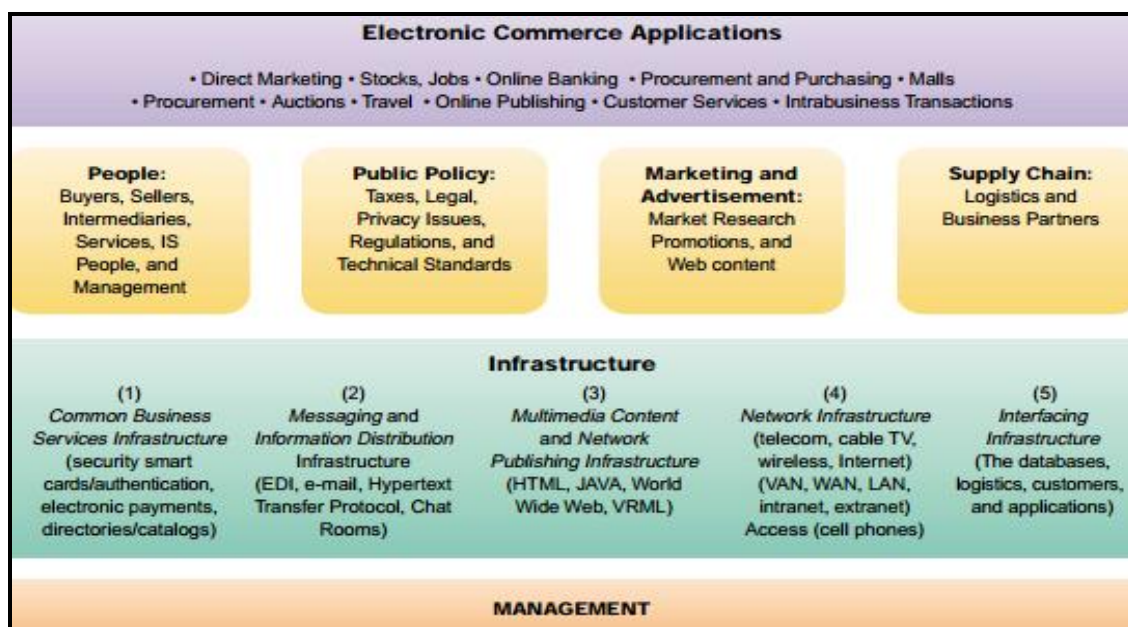 Electronic Commerce Applications
• Direct Marketing • Stocks, Jobs • Online Banking • Procurement and Purchasing • Malls
• Procurement • Auctions • Travel • Online Publishing • Customer Services • Intrabusiness Transactions
People:
Buyers, Sellers,
Intermediaries,
Services, IS
People, and
Management
Public Policy:
Taxes, Legal,
Privacy Issues,
Regulations, and
Technical Standards
Marketing and
Advertisement:
Market Research
Promotions, and
Web content
Supply Chain:
Logistics and
Business Partners
Infrastructure
(1)
Common Business
Services Infrastructure
(security smart
cards/authentication,
electronic payments,
directories/catalogs)
(2)
Messaging and
Information Distribution
Infrastructure
(EDI, e-mail, Hypertext
Transfer Protocol, Chat
Rooms)
(3)
Multimedia Content
and Network
Publishing Infrastructure
(HTML, JAVA, World
Wide Web, VRML)
(4)
Network Infrastructure
(telecom, cable TV,
wireless, Internet)
(VAN, WAN, LAN,
intranet, extranet)
Access (cell phones)
(5)
Interfacing
Infrastructure
(The databases,
logistics, customers,
and applications)
MANAGEMENT